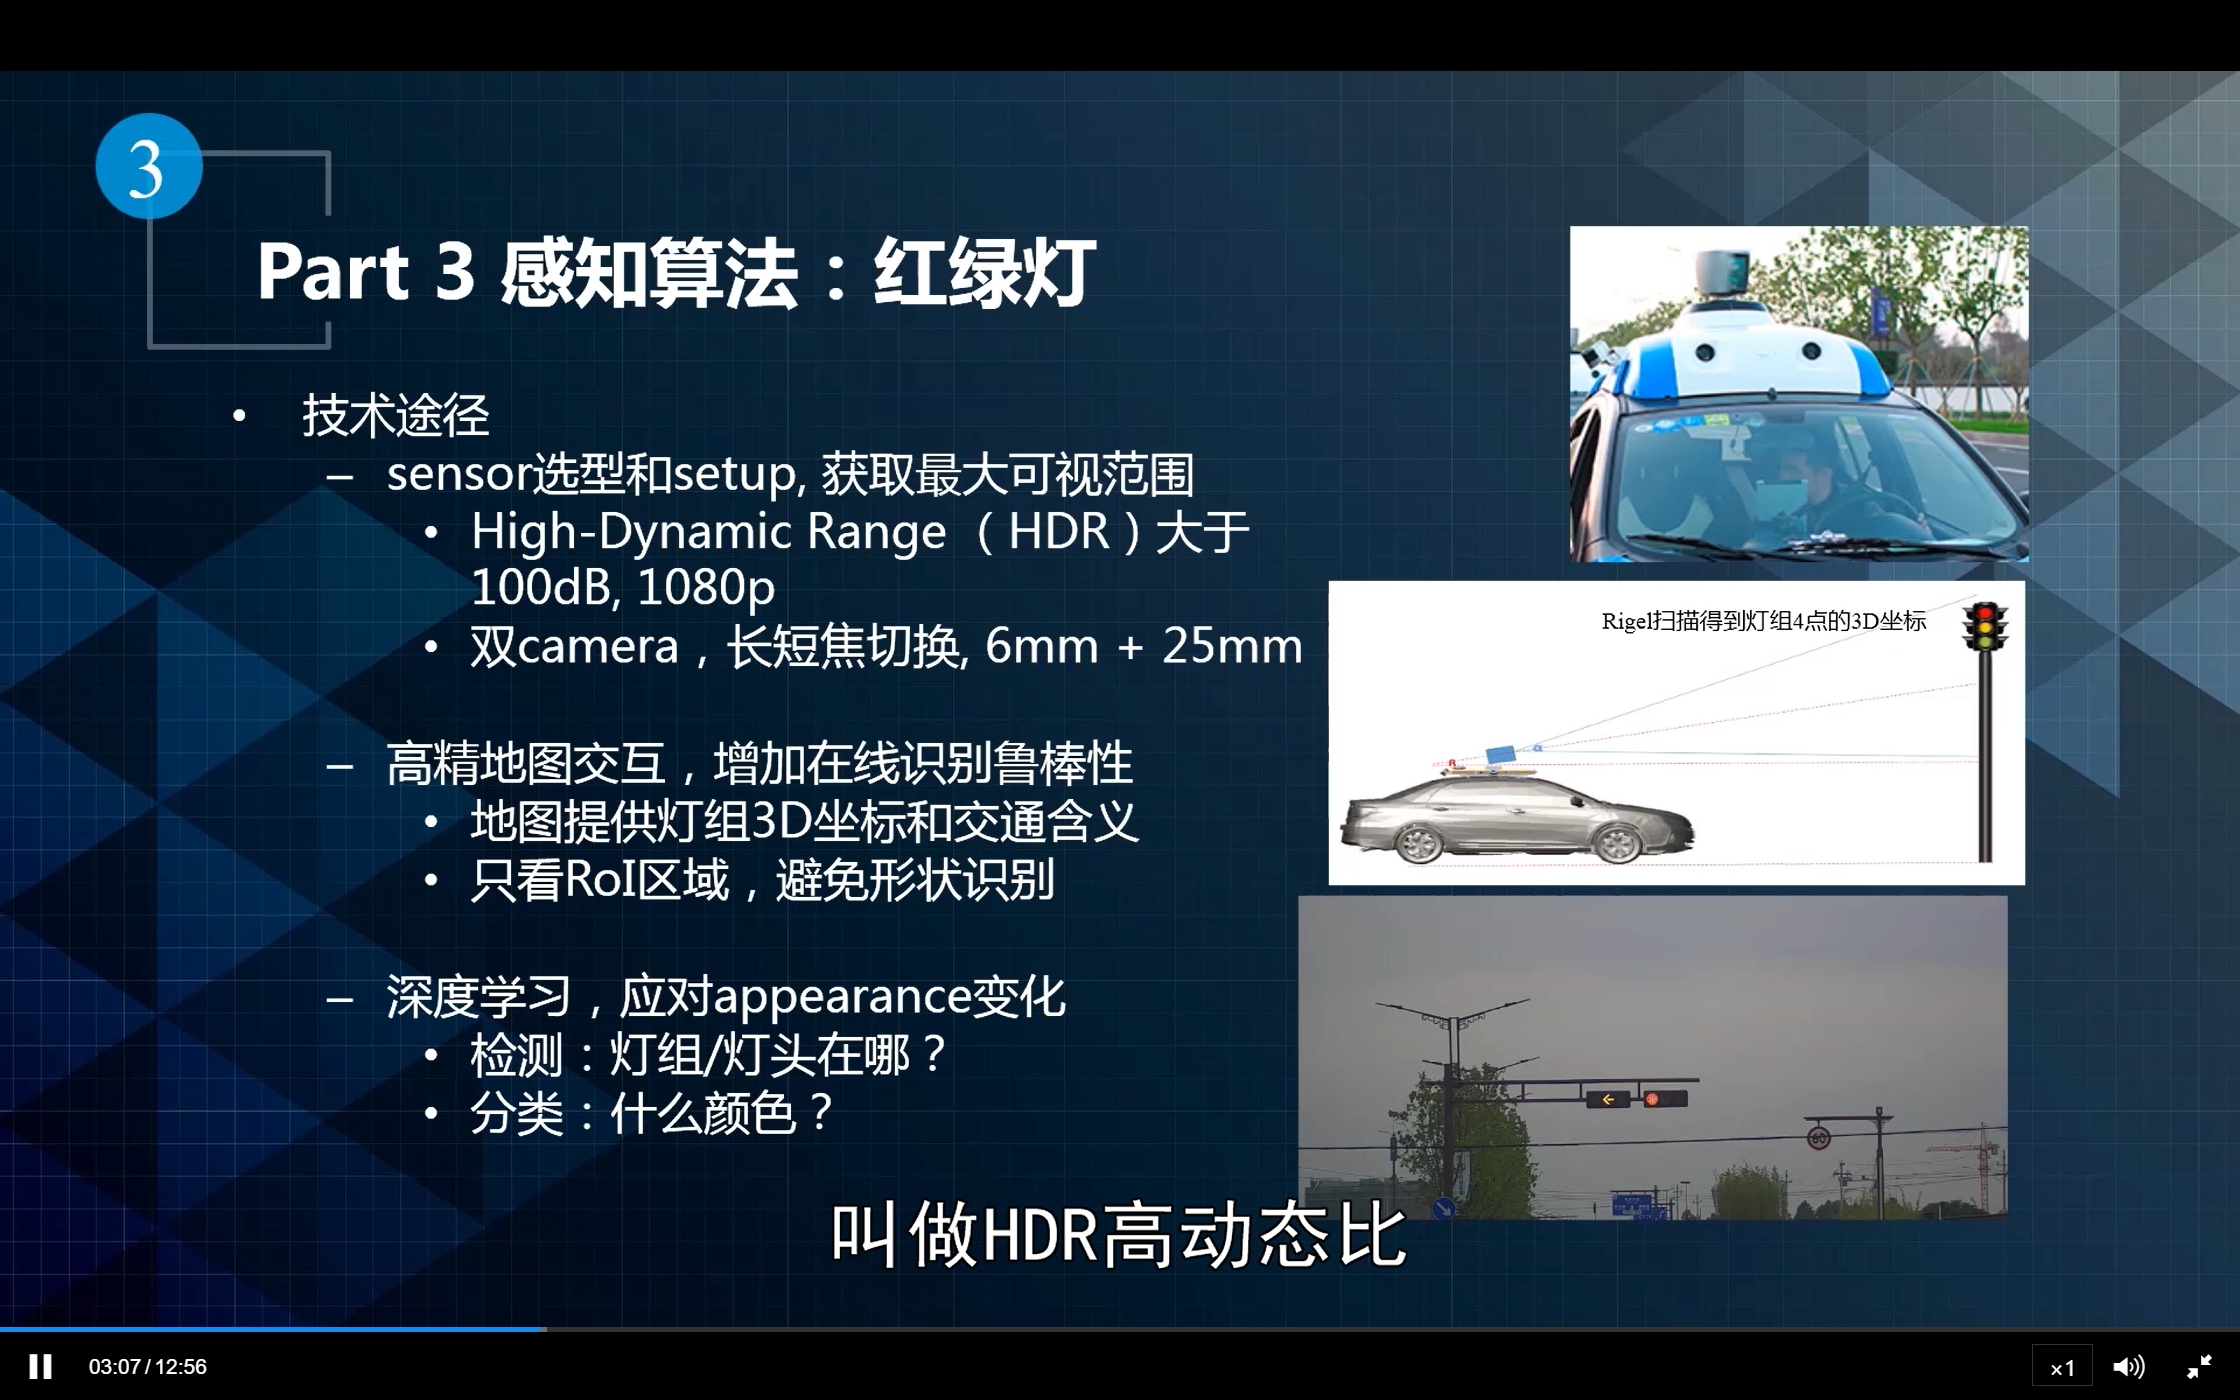 3
Part 3 感知算法：红绿灯
• 技术途径
– sensor选型和setup, 获取最大可视范围
• High-Dynamic Range （HDR）大于
100dB, 1080p
• 双camera，长短焦切换, 6mm + 25mm
– 高精地图交互，增加在线识别鲁棒性
• 地图提供灯组3D坐标和交通含义
• 只看RoI区域，避免形状识别
– 深度学习，应对appearance变化
• 检测：灯组/灯头在哪？
• 分类：什么颜色？
Rigel扫描得到灯组4点的3D坐标
R
α
60
叫做HDR高动态比
03:07/12:56
×1